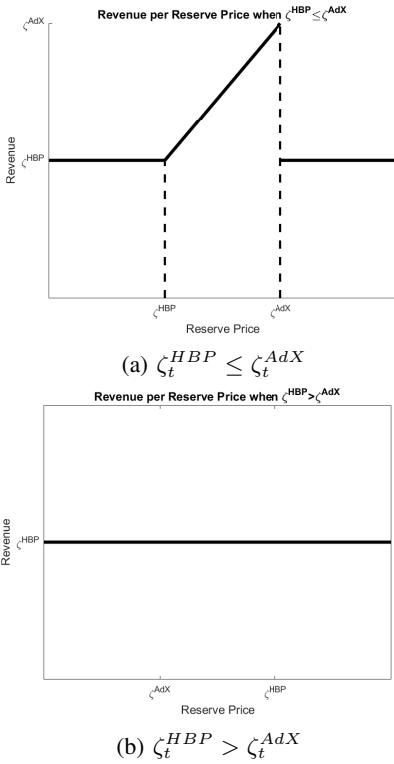 Revenue per Reserve Price when ζ^HBP≤ζ^AdX
ζ^AdX
ζ^HBP
Revenue
ζ^HBP ζ^AdX
Reserve Price
(a) ζ_t^{HBP} ≤ ζ_t^{AdX}
Revenue per Reserve Price when ζ^HBP>ζ^AdX
ζ^HBP
Revenue
ζ^AdX ζ^HBP
Reserve Price
(b) ζ_t^{HBP} > ζ_t^{AdX}